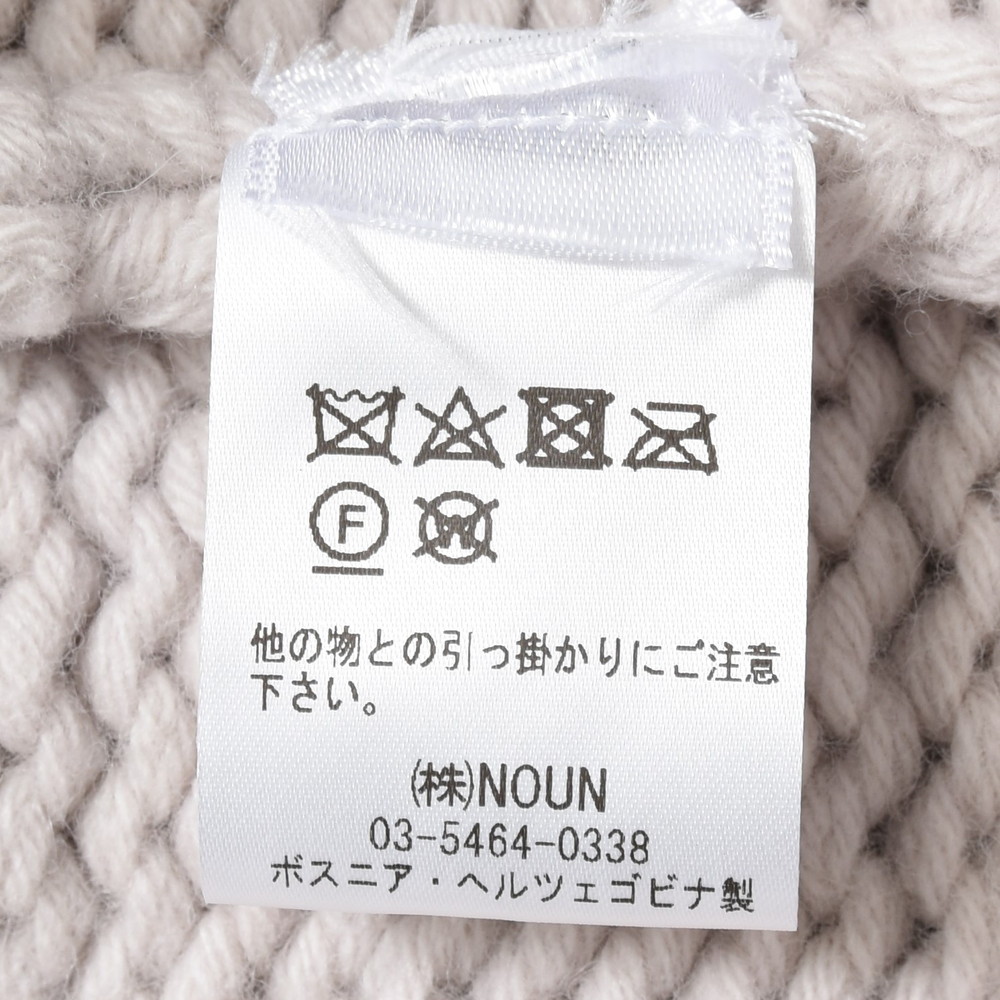 F
W
他の物との引っ掛かりにご注意
下さい。
㈱NOUN
03-5464-0338
ボスニア・ヘルツェゴビナ製